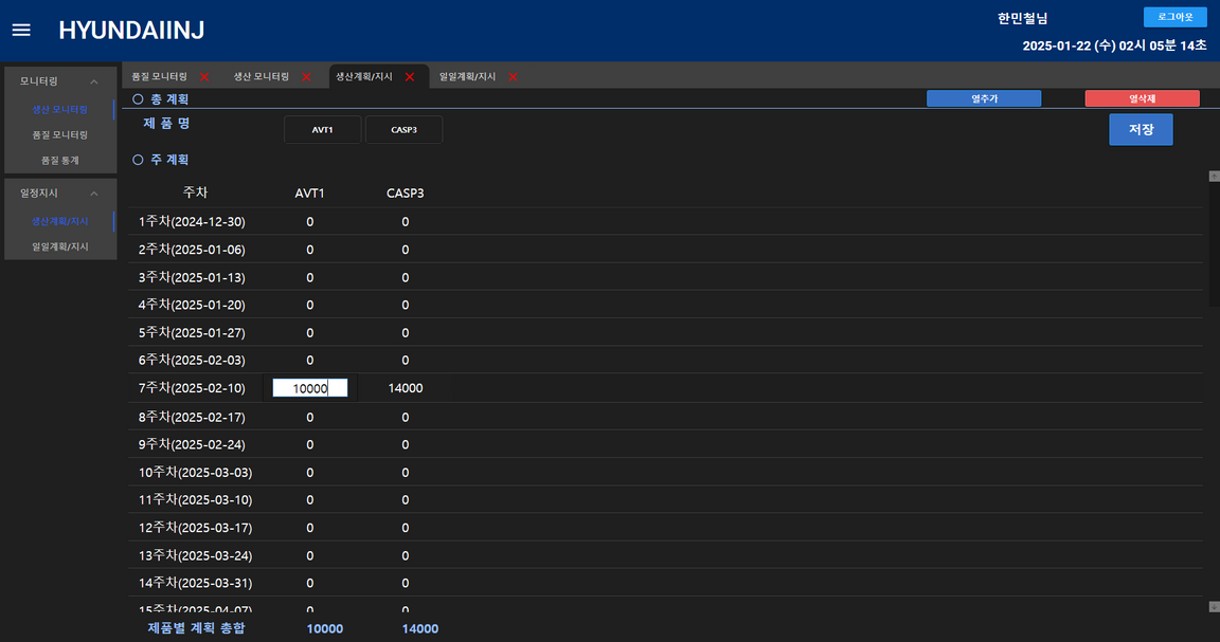 HYUNDAIINJ
한민철님
로그아웃
2025-01-22 (수) 02시 05분 14초
모니터링
생산 모니터링
품질 모니터링
품질 통계
일정지시
생산계획/지시
일일계획/지시
품질 모니터링 생산 모니터링 생산계획/지시 일일계획/지시
총 계획
열추가
열삭제
제 품 명
AVT1
CASP3
저장
주 계획
주차 AVT1 CASP3
1주차(2024-12-30) 0 0
2주차(2025-01-06) 0 0
3주차(2025-01-13) 0 0
4주차(2025-01-20) 0 0
5주차(2025-01-27) 0 0
6주차(2025-02-03) 0 0
7주차(2025-02-10) 10000 14000
8주차(2025-02-17) 0 0
9주차(2025-02-24) 0 0
10주차(2025-03-03) 0 0
11주차(2025-03-10) 0 0
12주차(2025-03-17) 0 0
13주차(2025-03-24) 0 0
14주차(2025-03-31) 0 0
15주차(2025-04-07) 0 0
제품별 계획 총합 10000 14000